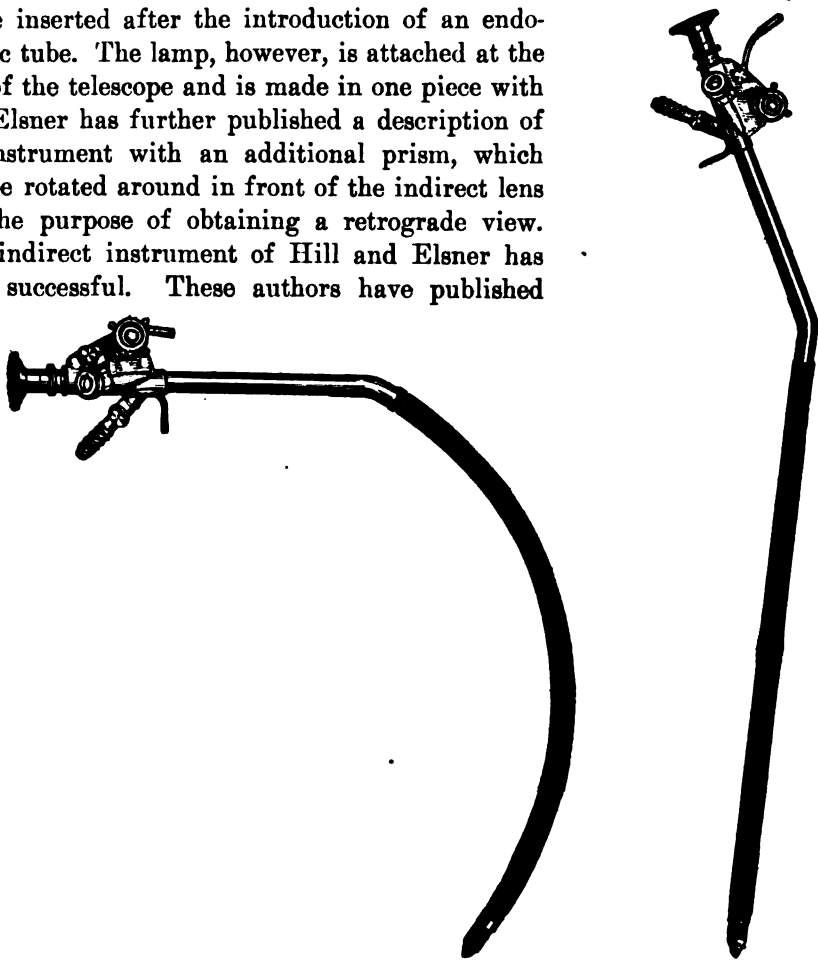 e inserted after the introduction of an endo-
c tube. The lamp, however, is attached at the
of the telescope and is made in one piece with
Elsner has further published a description of
nstrument with an additional prism, which
e rotated around in front of the indirect lens
he purpose of obtaining a retrograde view.
indirect instrument of Hill and Elsner has
successful. These authors have published